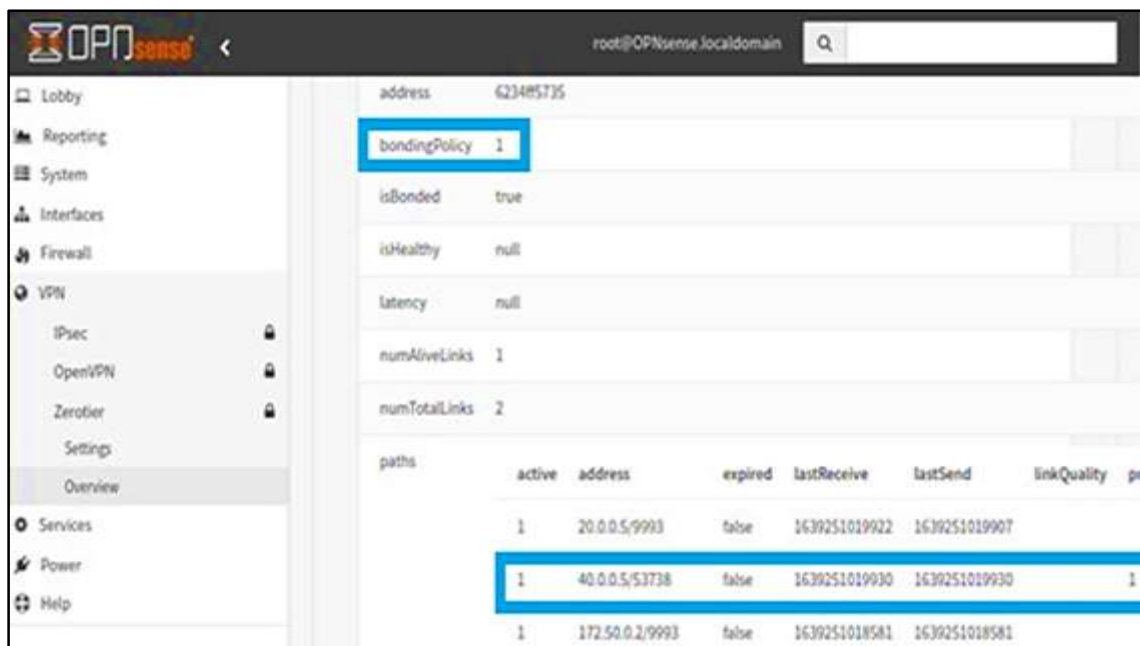 OPNsense
root@OPNsense.localdomain
Lobby
Reporting
System
Interfaces
Firewall
VPN
IPsec
OpenVPN
Zerotier
Settings
Overview
Services
Power
Help
address 6234ff5735
bondingPolicy 1
isBonded true
isHealthy null
latency null
numAliveLinks 1
numTotalLinks 2
paths
active address expired lastReceive lastSend linkQuality
1 20.0.0.5/9993 false 1639251019922 1639251019907
1 40.0.0.5/53738 false 1639251019930 1639251019930 1
1 172.50.0.2/9993 false 1639251018581 1639251018581